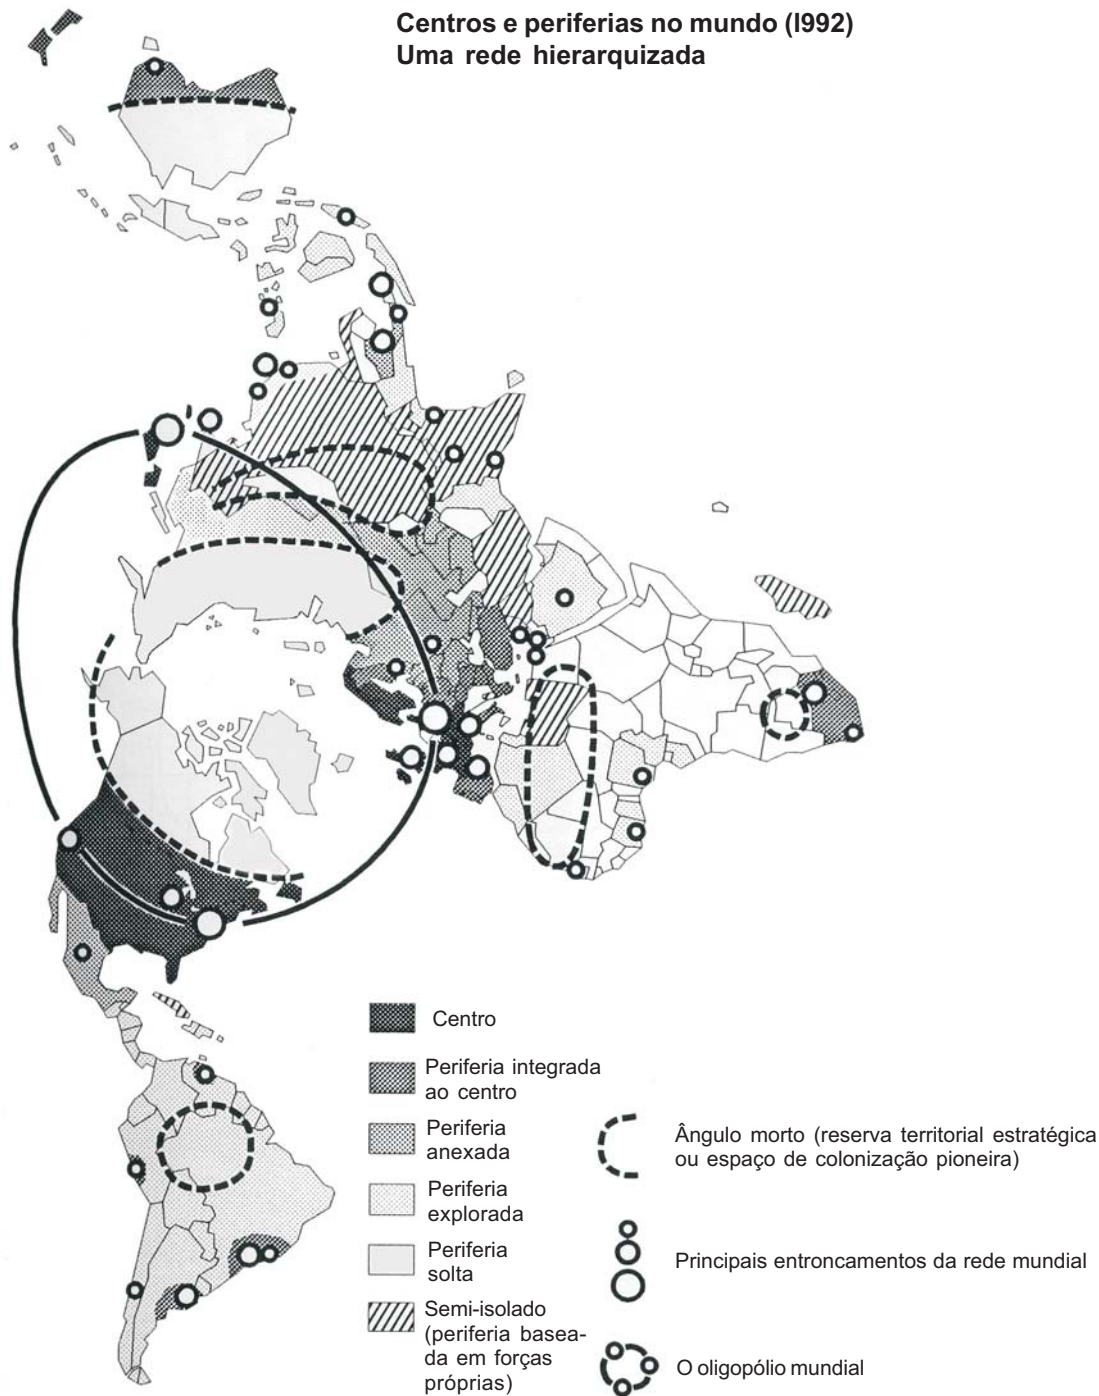 Centros e periferias no mundo (I992)
Uma rede hierarquizada
Centro
Periferia integrada
ao centro
Periferia
anexada
Periferia
explorada
Periferia
solta
Semi-isolado
(periferia basea-
da em forças
próprias)
Ângulo morto (reserva territorial estratégica
ou espaço de colonização pioneira)
Principais entroncamentos da rede mundial
O oligopólio mundial